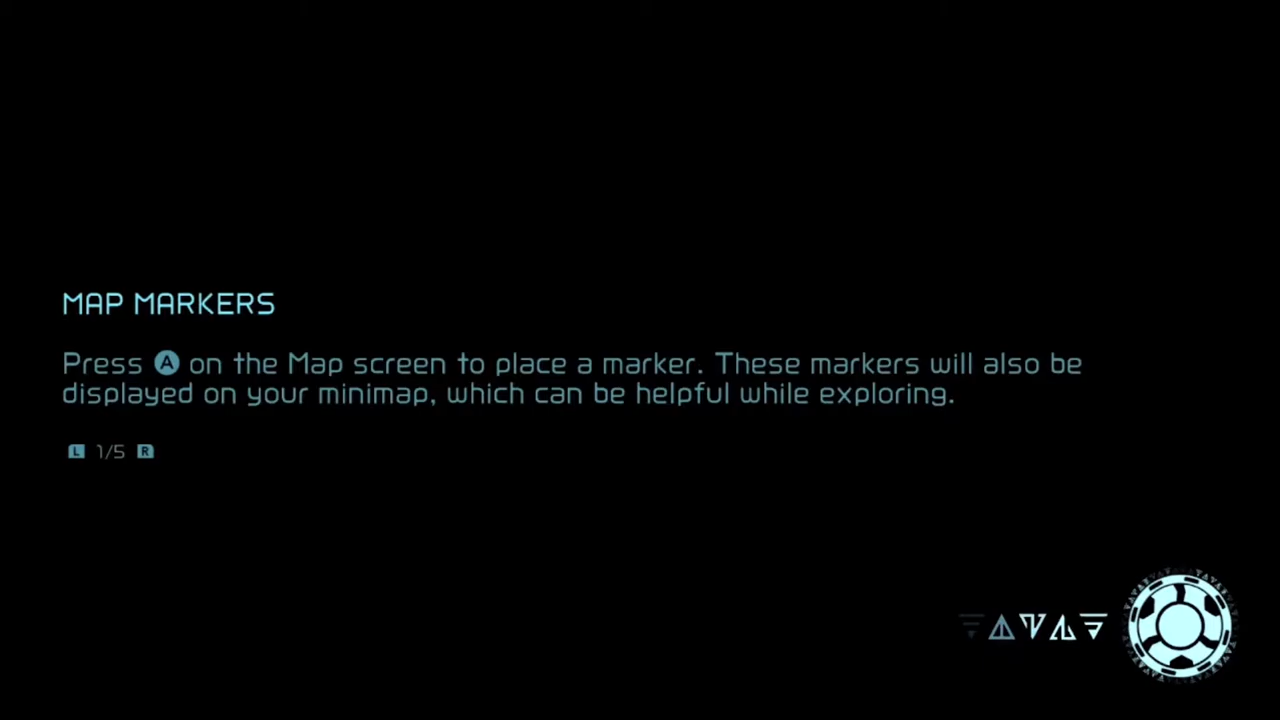 MAP MARKERS
Press A on the Map screen to place a marker. These markers will also be
displayed on your minimap, which can be helpful while exploring.
L 1/5 R